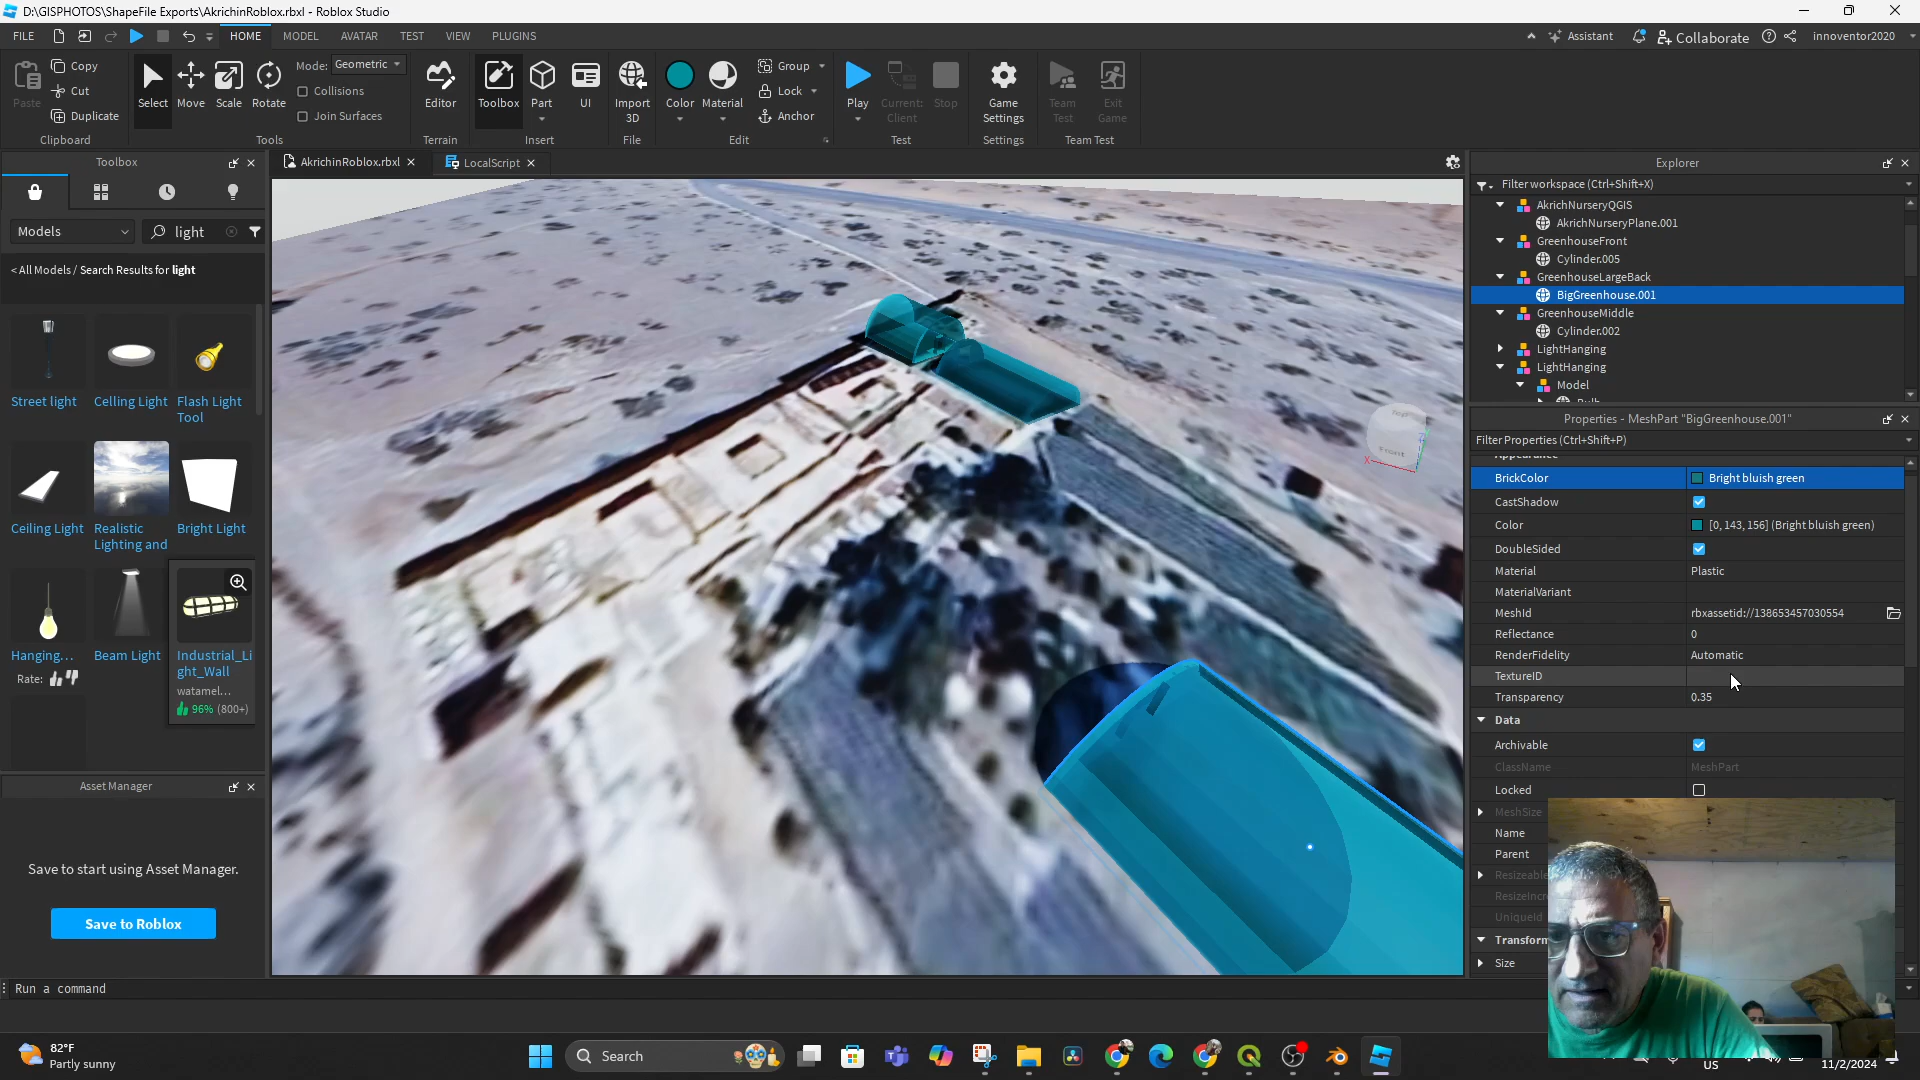 D:\GISPHOTOS\ShapeFile Exports\AkrichinRoblox.rbxl - Roblox Studio
FILE HOME MODEL AVATAR TEST VIEW PLUGINS Assistant Collaborate innoventor2020
Paste Copy Cut Duplicate Clipboard
Select Move Scale Rotate Mode: Geometric Collisions Join Surfaces Tools
Editor Terrain
Toolbox Part UI Insert
Import 3D File
Color Material Group Lock Anchor Edit
Play Current: Client Stop Test
Game Settings Settings
Team Test Exit Game Team Test
Toolbox
AkrichinRoblox.rbxl LocalScript
Models light
< All Models / Search Results for light
Street light Celling Light Flash Light Tool
Ceiling Light Realistic Lighting and Bright Light
Hanging... Beam Light Industrial_Light_Wall
Rate: watamel...
96% (800+)
Asset Manager
Save to start using Asset Manager.
Save to Roblox
Run a command
Explorer
Filter workspace (Ctrl+Shift+X)
AkrichNurseryQGIS
AkrichNurseryPlane.001
GreenhouseFront
Cylinder.005
GreenhouseLargeBack
BigGreenhouse.001
GreenhouseMiddle
Cylinder.002
LightHanging
LightHanging
Model
Bulb
Properties - MeshPart "BigGreenhouse.001"
Filter Properties (Ctrl+Shift+P)
Appearance
BrickColor Bright bluish green
CastShadow
Color [0, 143, 156] (Bright bluish green)
DoubleSided
Material Plastic
MaterialVariant
MeshId rbxassetid://138653457030554
Reflectance 0
RenderFidelity Automatic
TextureID
Transparency 0.35
Data
Archivable
ClassName MeshPart
Locked
MeshSize
Name
Parent
UniqueId
Size
Front
X
Z
82°F
Partly sunny
Search
US
11/2/2024